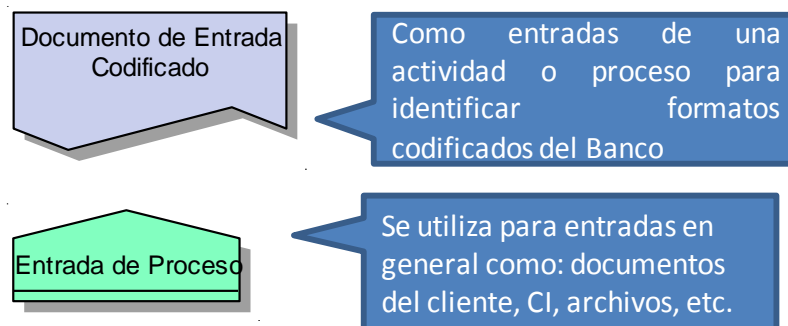 Documento de Entrada
Codificado
Como entradas de una
actividad o proceso para
identificar formatos
codificados del Banco
Entrada de Proceso
Se utiliza para entradas en
general como: documentos
del cliente, CI, archivos, etc.